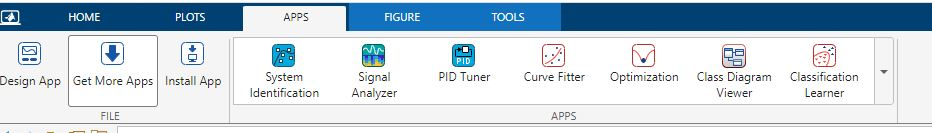 HOME PLOTS APPS FIGURE TOOLS
Design App Get More Apps Install App
System Identification
Signal Analyzer
PID
PID Tuner
Curve Fitter
Optimization
Class Diagram Viewer
Classification Learner
FILE APPS